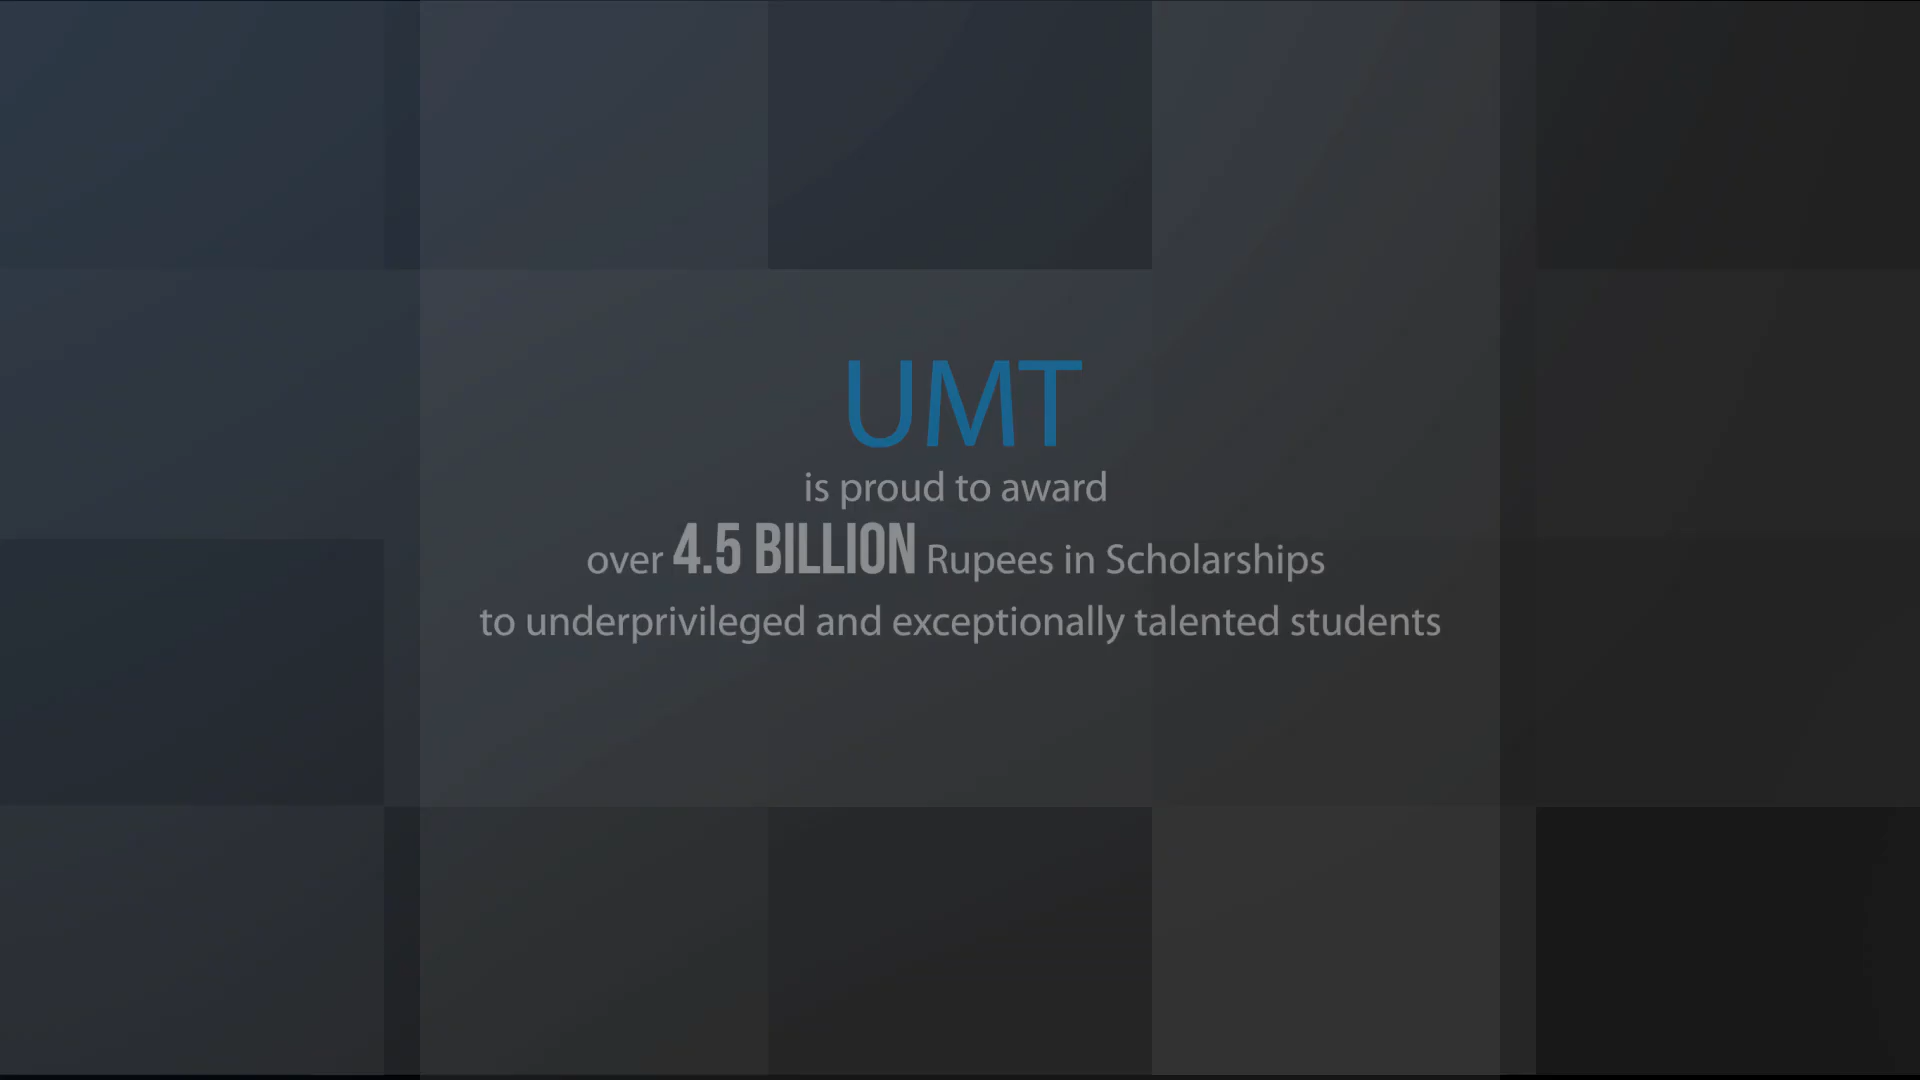 UMT
is proud to award
over 4.5 BILLION Rupees in Scholarships
to underprivileged and exceptionally talented students